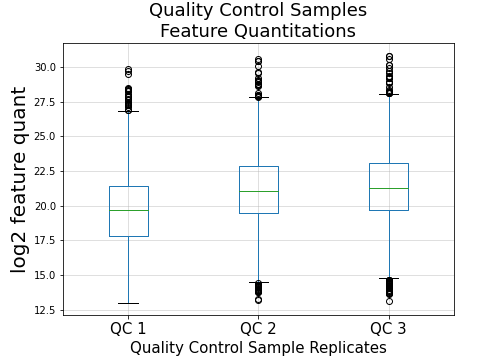 Quality Control Samples
Feature Quantitations
log2 feature quant
30.0
27.5
25.0
22.5
20.0
17.5
15.0
12.5
QC 1 QC 2 QC 3
Quality Control Sample Replicates